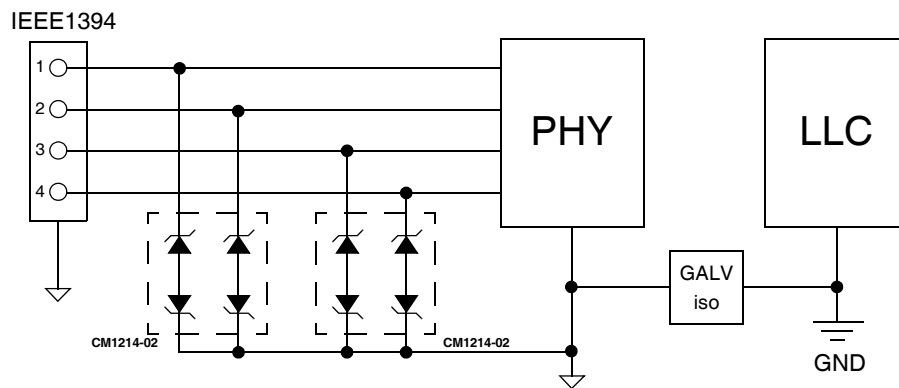 IEEE1394
1
2
3
4
PHY
LLC
GALV
iso
CM1214-02
CM1214-02
GND